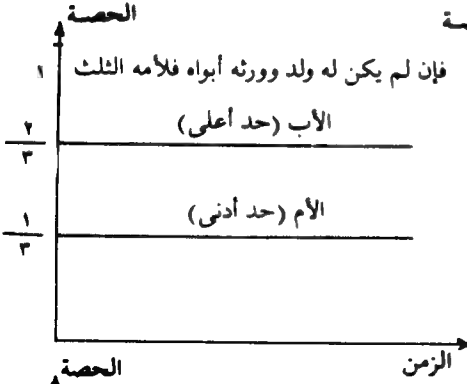 الحصة
فإن لم يكن له ولد وورثه أبواه فلأمه الثلث ١
الأب (حد أعلى)
٢
٣
الأم (حد أدنى)
١
٣
الزمن
الحصة